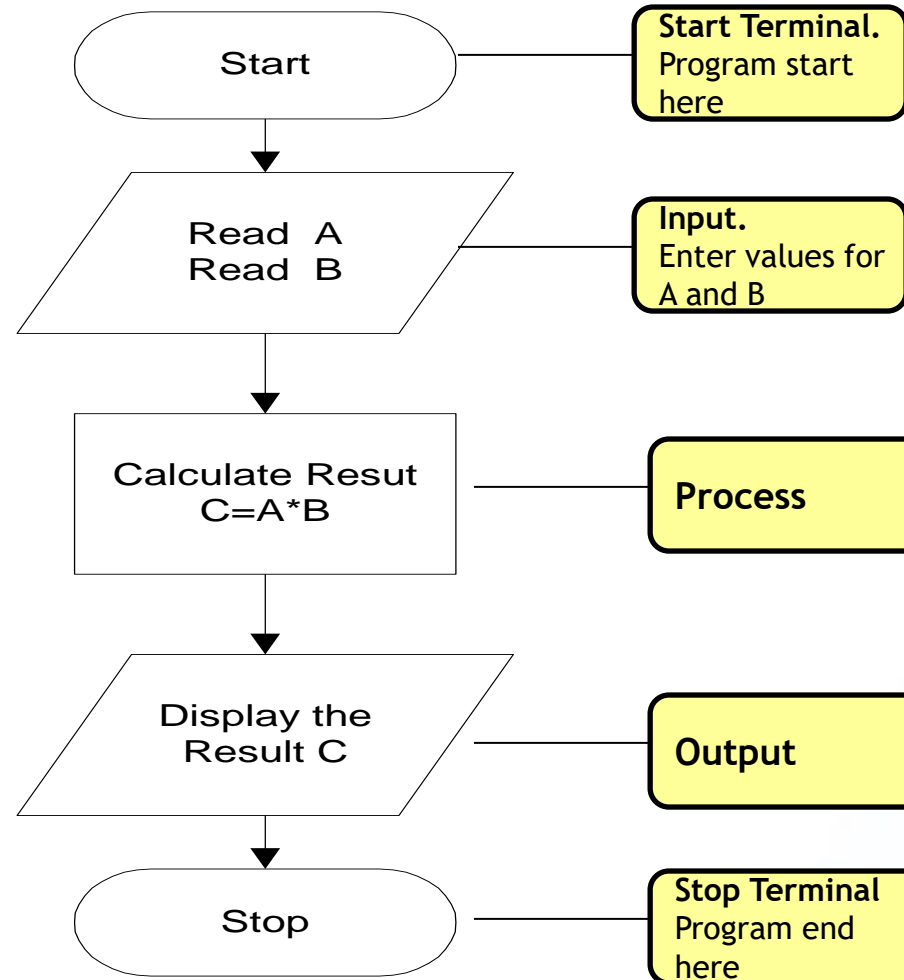 Start
Start Terminal.
Program start
here
Read A
Read B
Input.
Enter values for
A and B
Calculate Resut
C=A*B
Process
Display the
Result C
Output
Stop
Stop Terminal
Program end
here